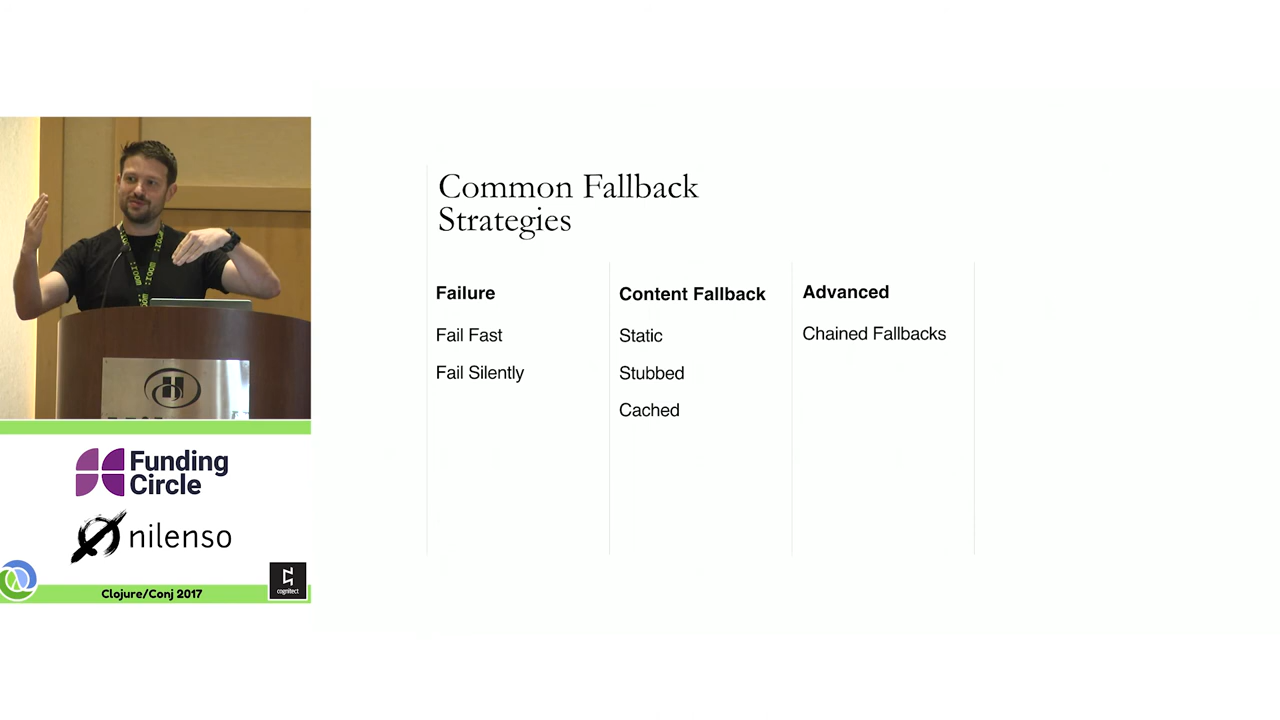 Common Fallback
Strategies
Failure
Fail Fast
Fail Silently
Content Fallback
Static
Stubbed
Cached
Advanced
Chained Fallbacks
Funding
Circle
nilenso
Clojure/Conj 2017
cognitect